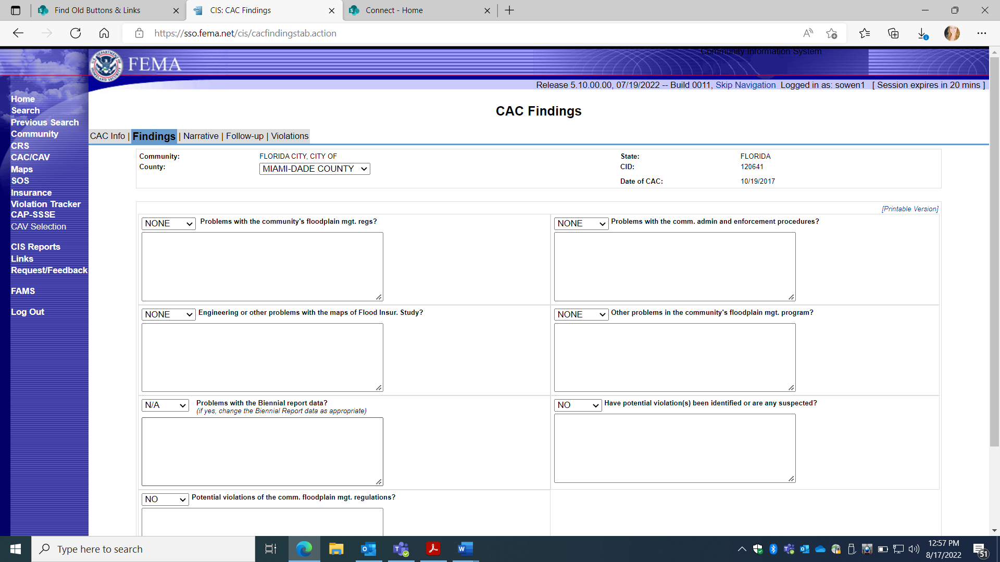 Find Old Buttons & Links
CIS: CAC Findings
Connect - Home
https://sso.fema.net/cis/cacfindingstab.action
Community Information System
FEMA
Release 5.10.00.00, 07/19/2022 -- Build 0011, Skip Navigation Logged in as: sowen1 [ Session expires in 20 mins ]
Home
Search
Previous Search
Community
CRS
CAC/CAV
Maps
SOS
Insurance
Violation Tracker
CAP-SSSE
CAV Selection
CIS Reports
Links
Request/Feedback
FAMS
Log Out
CAC Findings
CAC Info | Findings | Narrative | Follow-up | Violations
Community: FLORIDA CITY, CITY OF
County: MIAMI-DADE COUNTY
State: FLORIDA
CID: 120641
Date of CAC: 10/19/2017
[Printable Version]
NONE Problems with the community's floodplain mgt. regs?
NONE Problems with the comm. admin and enforcement procedures?
NONE Engineering or other problems with the maps of Flood Insur. Study?
NONE Other problems in the community's floodplain mgt. program?
N/A Problems with the Biennial report data?
(if yes, change the Biennial Report data as appropriate)
NO Have potential violation(s) been identified or are any suspected?
NO Potential violations of the comm. floodplain mgt. regulations?
Type here to search
12:57 PM
8/17/2022
51